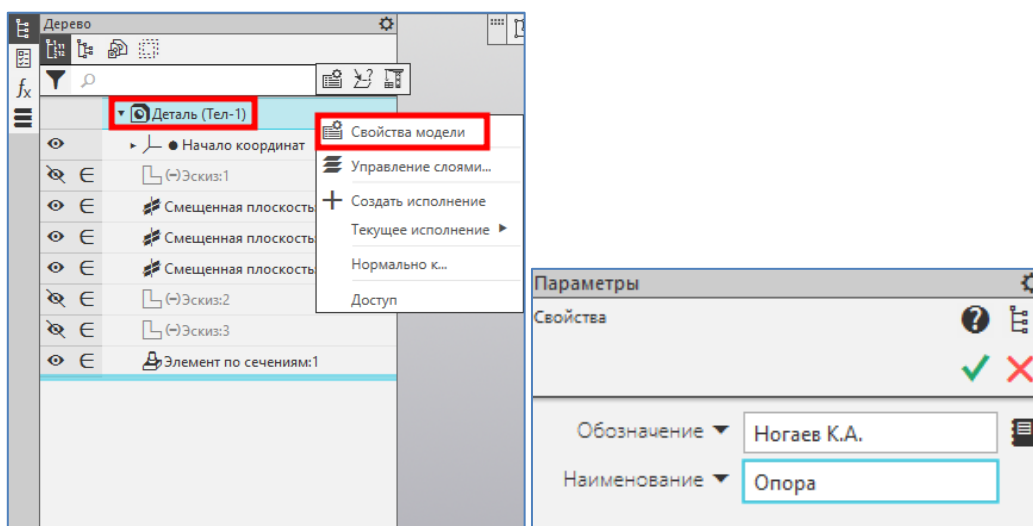 Дерево
fx
Деталь (Тел-1)
Начало координат
(-)Эскиз:1
Смещенная плоскость
Смещенная плоскость
Смещенная плоскость
(-)Эскиз:2
(-)Эскиз:3
Элемент по сечениям:1
Свойства модели
Управление слоями...
Создать исполнение
Текущее исполнение
Нормально к...
Доступ
Параметры
Свойства
Обозначение Ногаев К.А.
Наименование Опора